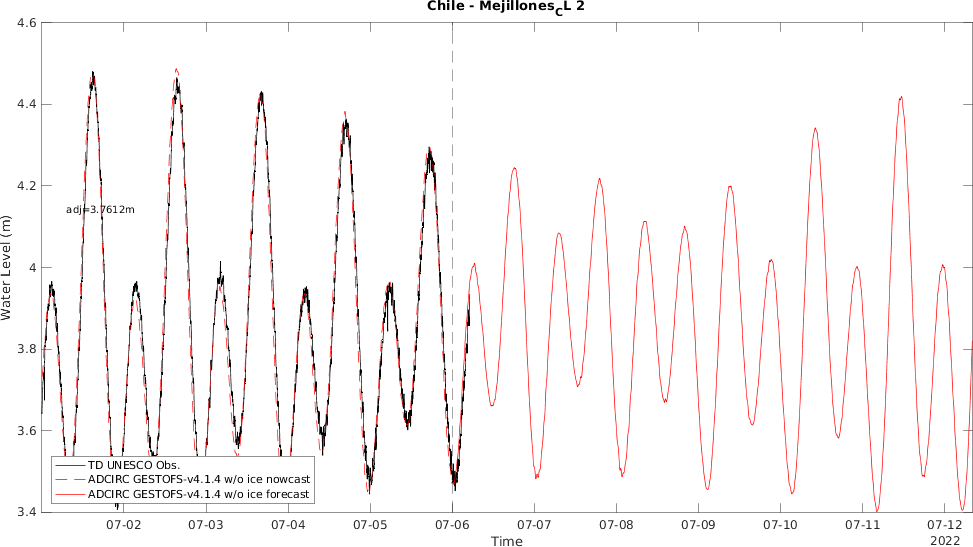 Chile - Mejillones_CL 2
4.6
4.4
4.2
4
3.8
3.6
3.4
Water Level (m)
adj=3.7612m
TD UNESCO Obs.
ADCIRC GESTOFS-v4.1.4 w/o ice nowcast
ADCIRC GESTOFS-v4.1.4 w/o ice forecast
07-02 07-03 07-04 07-05 07-06 07-07 07-08 07-09 07-10 07-11 07-12
Time
2022